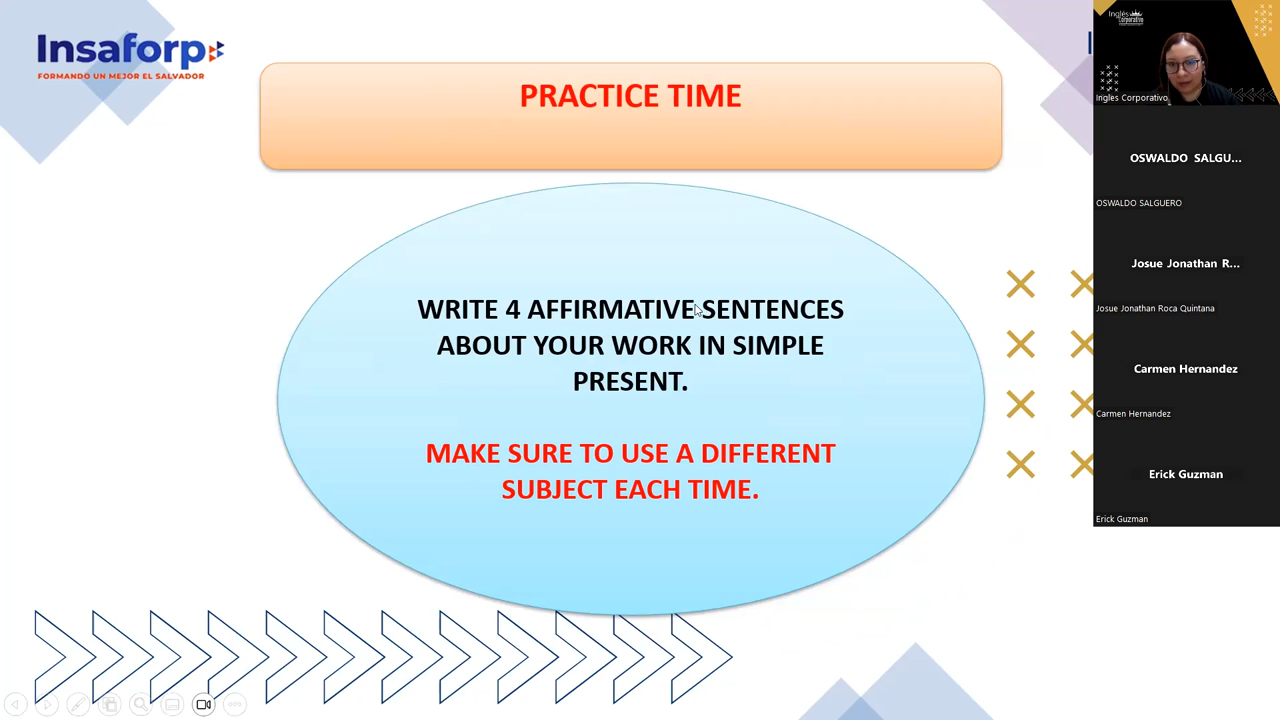 Insaforp
FORMANDO UN MEJOR EL SALVADOR
PRACTICE TIME
WRITE 4 AFFIRMATIVE SENTENCES
ABOUT YOUR WORK IN SIMPLE
PRESENT.
MAKE SURE TO USE A DIFFERENT
SUBJECT EACH TIME.
Inglés
Corporativo
Ingles Corporativo
OSWALDO SALGU...
OSWALDO SALGUERO
Josue Jonathan R...
Josue Jonathan Roca Quintana
Carmen Hernandez
Carmen Hernandez
Erick Guzman
Erick Guzman